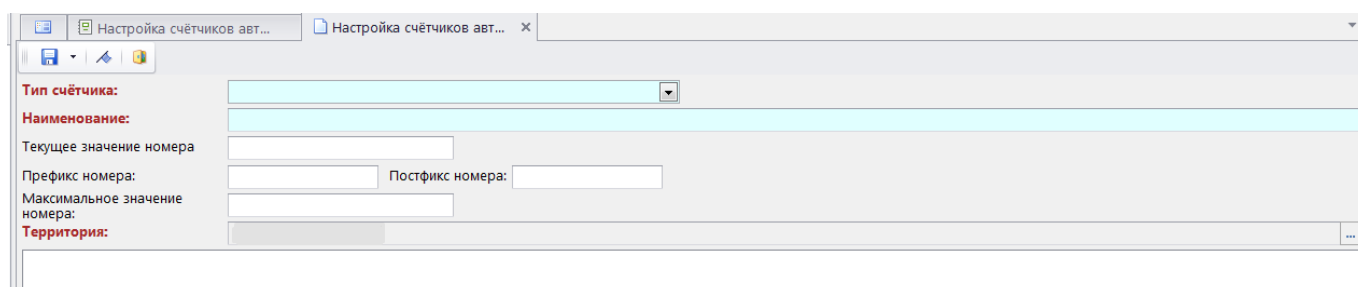 Настройка счётчиков авт... Настройка счётчиков авт...
Тип счётчика:
Наименование:
Текущее значение номера
Префикс номера: Постфикс номера:
Максимальное значение
номера:
Территория: ...